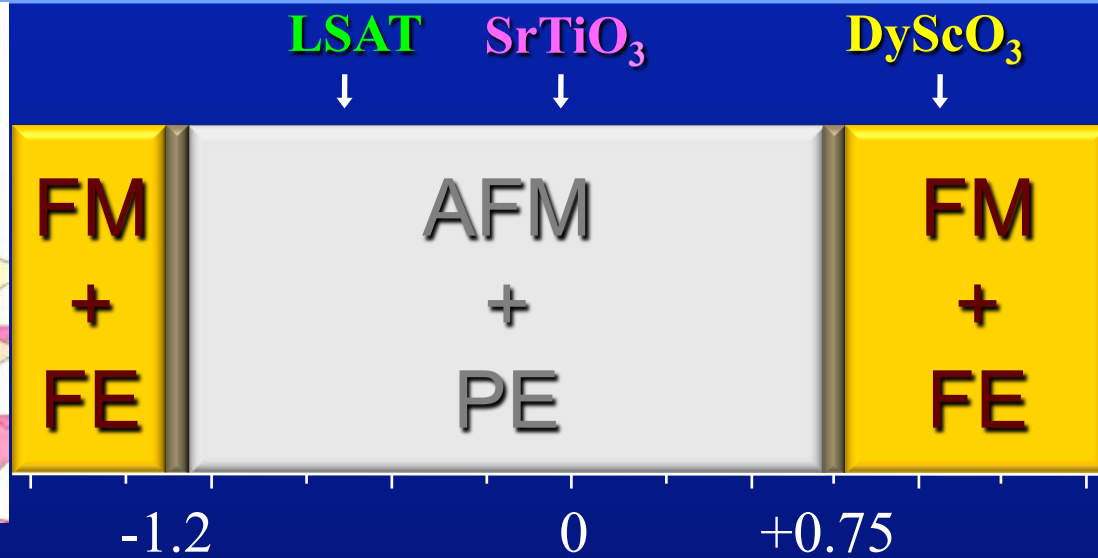 LSAT SrTiO₃ DyScO₃
FM AFM FM
+ + +
FE PE FE
-1.2 0 +0.75